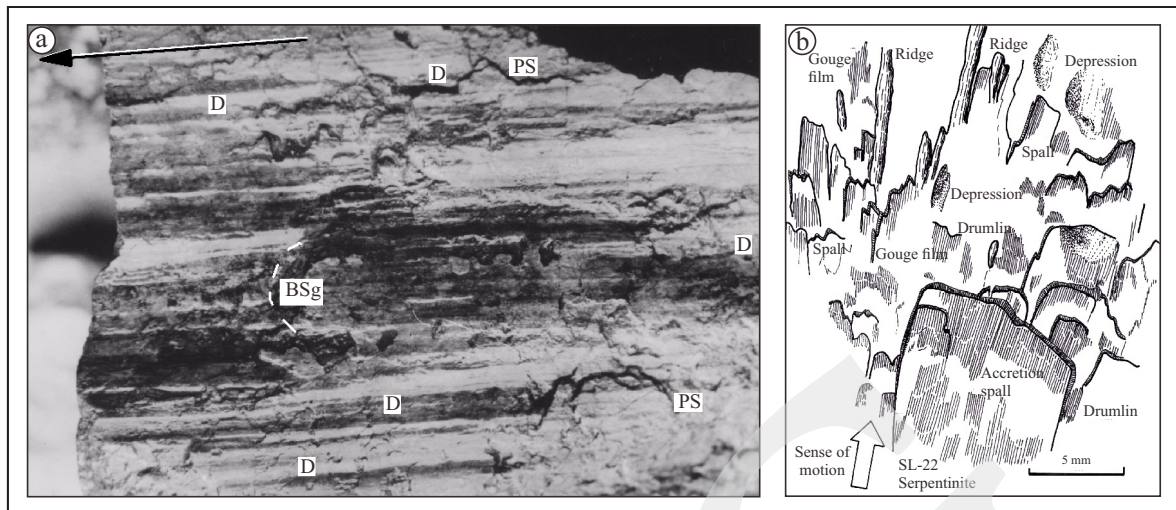 a
D
PS
D
D
BSg
D
PS
D
b
Gouge
film
Ridge
Ridge
Depression
Spall
Depression
Drumlin
Spall
Gouge film
Accretion
spall
Drumlin
Sense of
motion
SL-22
Serpentinite
5 mm